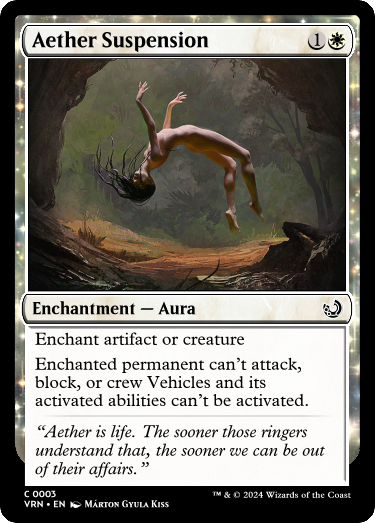 Aether Suspension 1
Enchantment — Aura
Enchant artifact or creature
Enchanted permanent can't attack,
block, or crew Vehicles and its
activated abilities can't be activated.
“Aether is life. The sooner those ringers
understand that, the sooner we can be out
of their affairs.”
C 0003
VRN • EN Márton Gyula Kiss
™ & © 2024 Wizards of the Coast